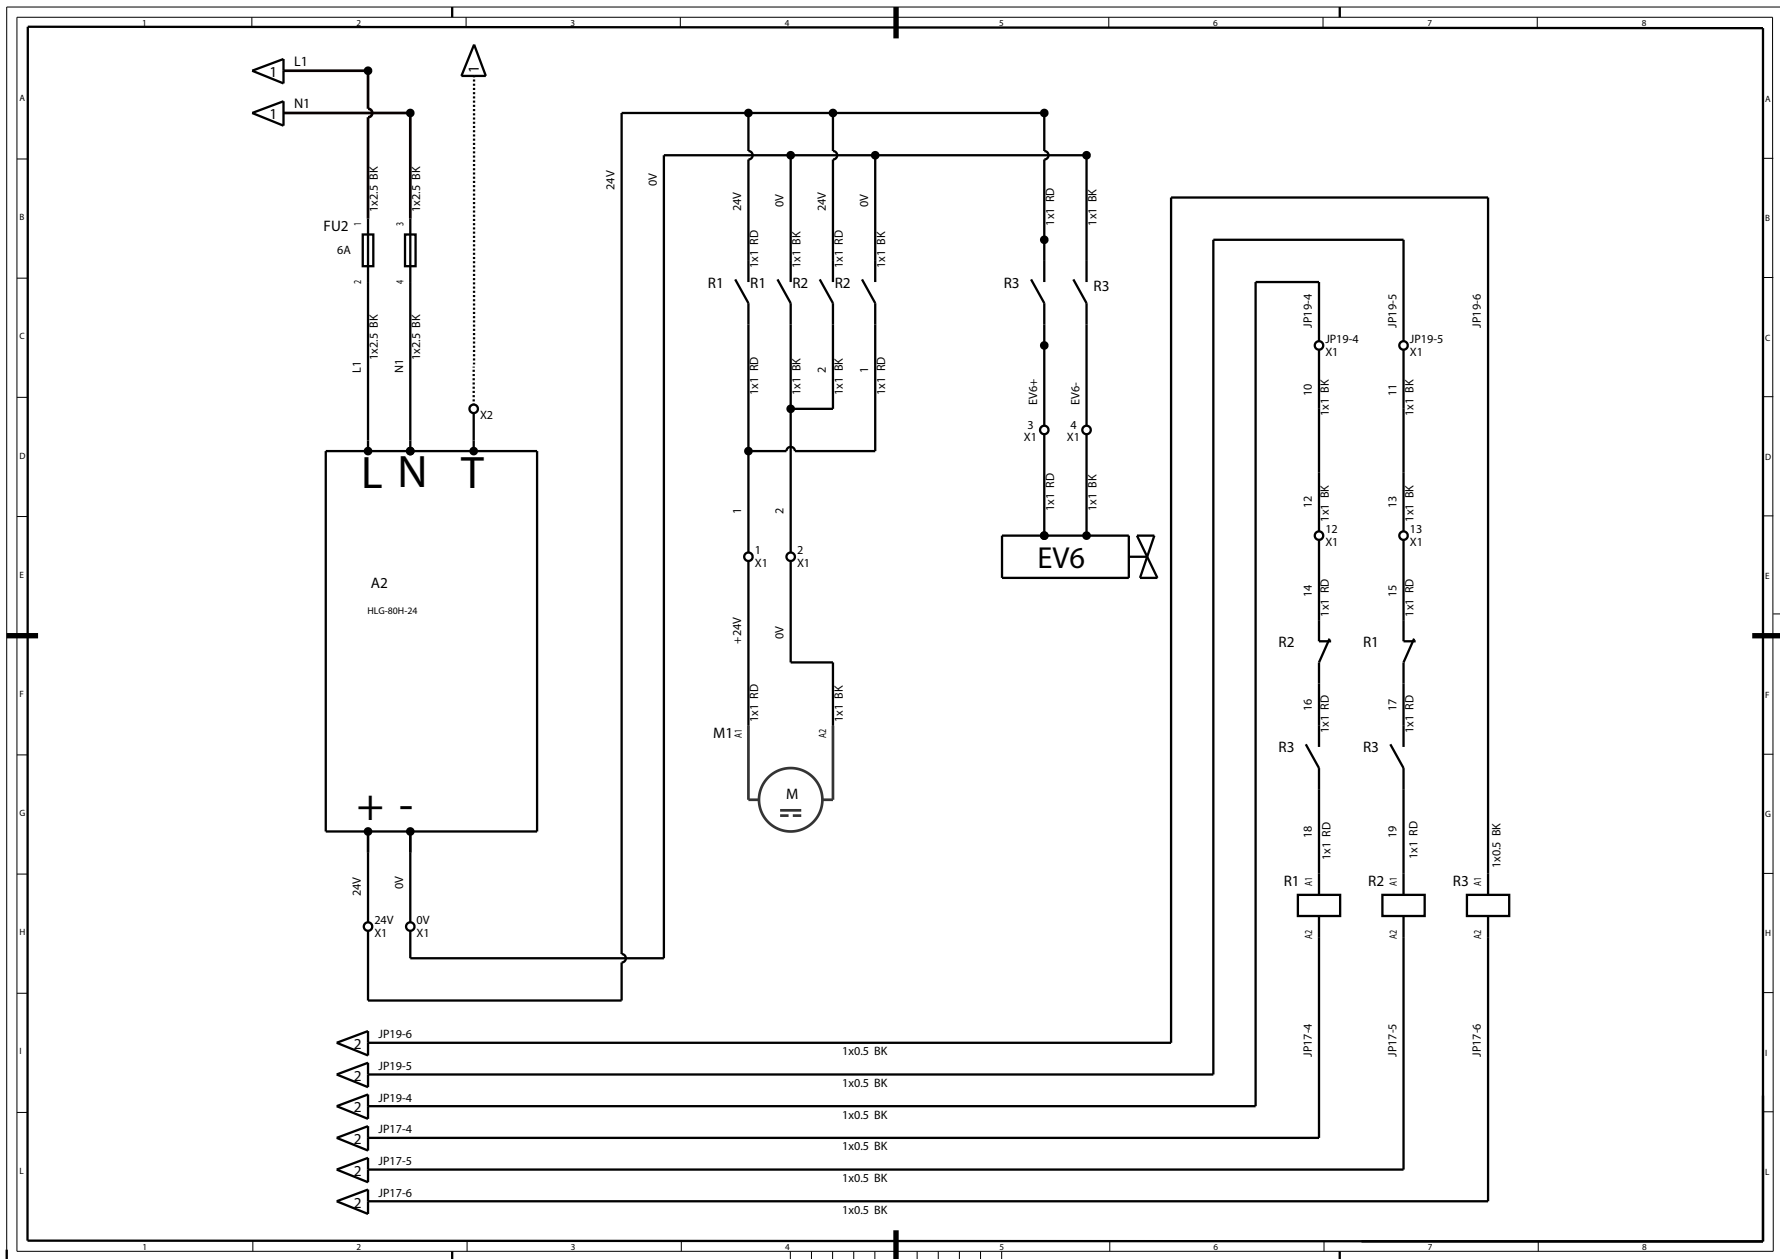 1 2 3 4 5 6 7 8
A A
B B
C C
D D
E E
F F
G G
H H
I I
L L
1 L1
1 N1
1
1x2.5 BK
1x2.5 BK
FU2
6A
1
3
2
4
1x2.5 BK
1x2.5 BK
L1
N1
X2
L N T
A2
HLG-80H-24
+ -
24V
0V
24V
X1
0V
X1
24V
0V
24V
0V
24V
0V
1x1 RD
1x1 BK
1x1 RD
1x1 BK
R1 R1 R2 R2
1x1 RD
1x1 BK
2
1x1 BK
1
1x1 RD
1
2
1
X1
2
X1
+24V
0V
1x1 RD
1x1 BK
M1 A1
A2
M
1x1 RD
1x1 BK
R3 R3
EV6+
EV6-
3
X1
4
X1
1x1 RD
1x1 BK
EV6
JP19-4
JP19-5
JP19-6
JP19-4
X1
JP19-5
X1
10
1x1 BK
11
1x1 BK
12
1x1 BK
13
1x1 BK
12
X1
13
X1
14
1x1 RD
15
1x1 RD
R2 R1
16
1x1 RD
17
1x1 RD
R3 R3
18
1x1 RD
19
1x1 RD
1x0.5 BK
R1 A1
R2 A1
R3 A1
A2
A2
A2
JP17-4
JP17-5
JP17-6
2 JP19-6
1x0.5 BK
2 JP19-5
1x0.5 BK
2 JP19-4
1x0.5 BK
2 JP17-4
1x0.5 BK
2 JP17-5
1x0.5 BK
2 JP17-6
1x0.5 BK
1 2 3 4 5 6 7 8